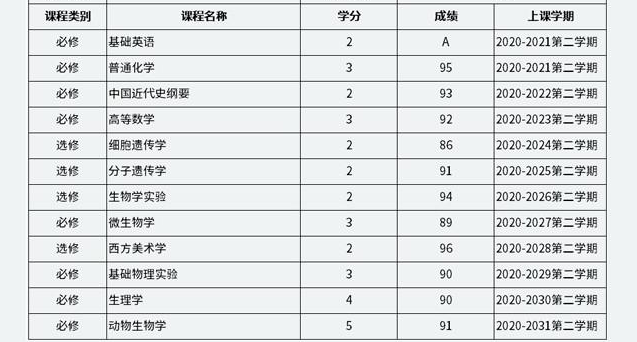 课程类别 课程名称 学分 成绩 上课学期
必修 基础英语 2 A 2020-2021第二学期
必修 普通化学 3 95 2020-2021第二学期
必修 中国近代史纲要 2 93 2020-2022第二学期
必修 高等数学 3 92 2020-2023第二学期
选修 细胞遗传学 2 86 2020-2024第二学期
选修 分子遗传学 2 91 2020-2025第二学期
选修 生物学实验 2 94 2020-2026第二学期
必修 微生物学 3 89 2020-2027第二学期
选修 西方美术学 2 96 2020-2028第二学期
必修 基础物理实验 3 90 2020-2029第二学期
必修 生理学 4 90 2020-2030第二学期
必修 动物生物学 5 91 2020-2031第二学期